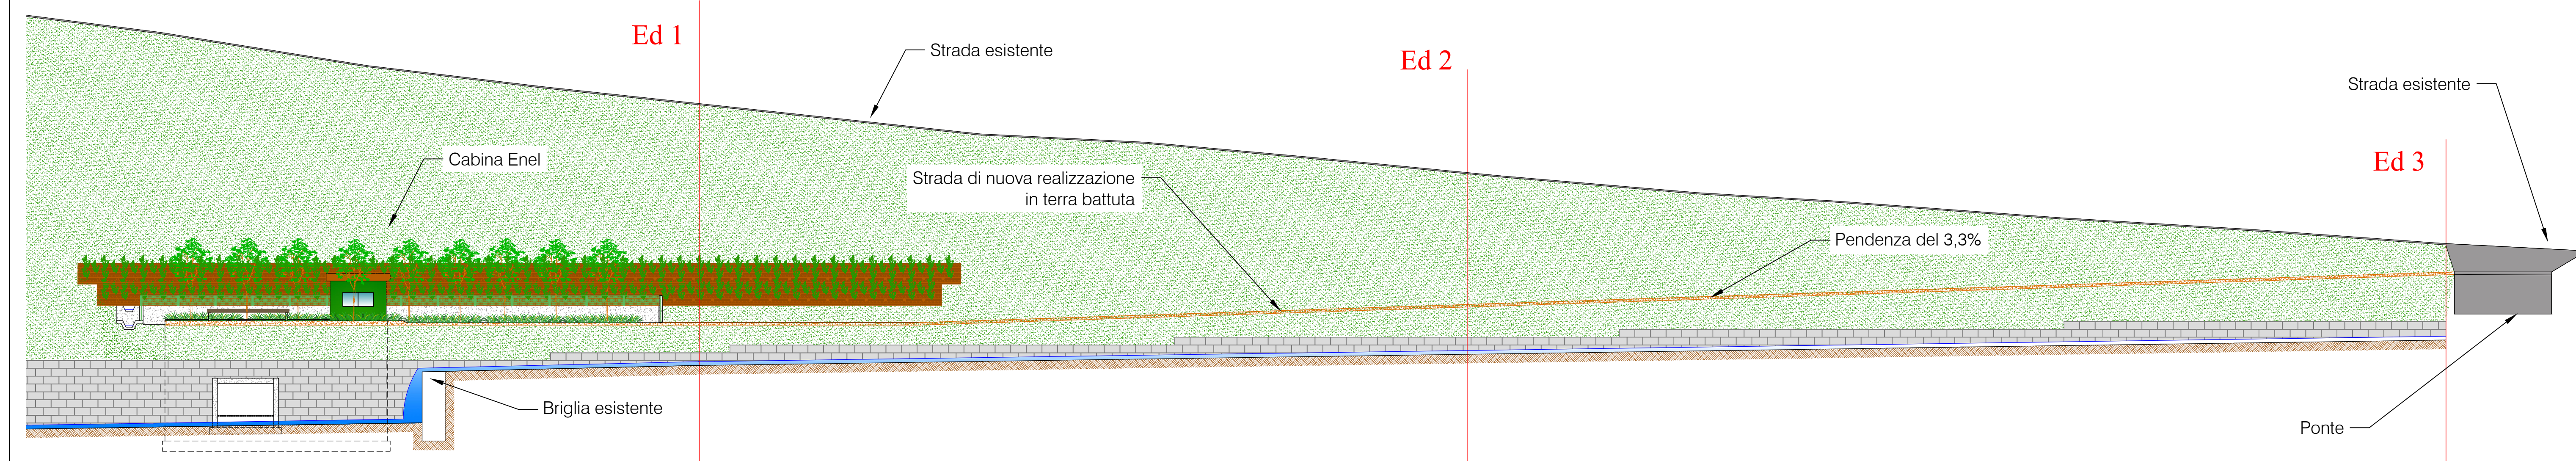 Ed 1
Strada esistente
Ed 2
Strada esistente
Cabina Enel
Ed 3
Strada di nuova realizzazione
in terra battuta
Pendenza del 3,3%
Briglia esistente
Ponte